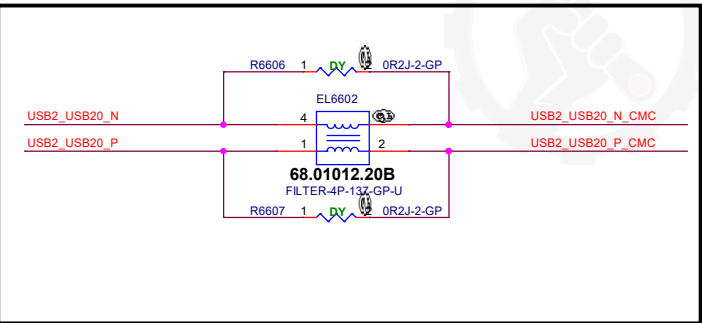 R6606 1 DY 2 0R2J-2-GP
EL6602
USB2_USB20_N 4 USB2_USB20_N_CMC
USB2_USB20_P 1 2 USB2_USB20_P_CMC
68.01012.20B
FILTER-4P-137-GP-U
R6607 1 DY 2 0R2J-2-GP